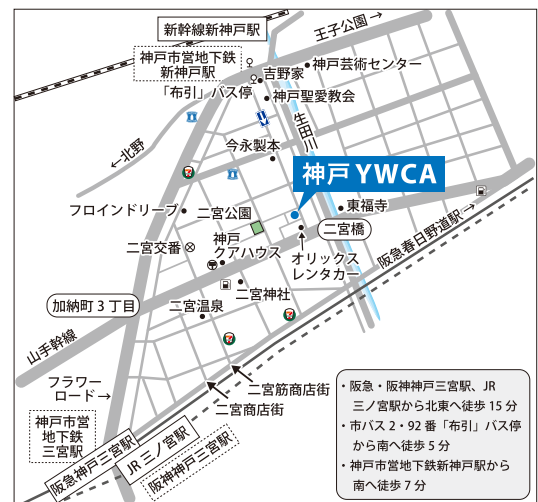 新幹線新神戸駅
王子公園→
神戸市営地下鉄
新神戸駅
神戸芸術センター
吉野家
「布引」バス停
神戸聖愛教会
生田川
←北野
今永製本
神戸 YWCA
フロインドリーブ
二宮公園
東福寺
二宮橋
阪急春日野道駅→
二宮交番
神戸
クアハウス
オリックス
レンタカー
加納町3丁目
二宮神社
二宮温泉
山手幹線
フラワー
ロード→
二宮筋商店街
二宮商店街
神戸市営
地下鉄
三宮駅
阪急神戸三宮駅
JR 三ノ宮駅
阪神神戸三宮駅
・阪急・阪神神戸三宮駅、JR
三ノ宮駅から北東へ徒歩 15 分
・市バス 2・92 番「布引」バス停
から南へ徒歩 5 分
・神戸市営地下鉄新神戸駅から
南へ徒歩 7 分